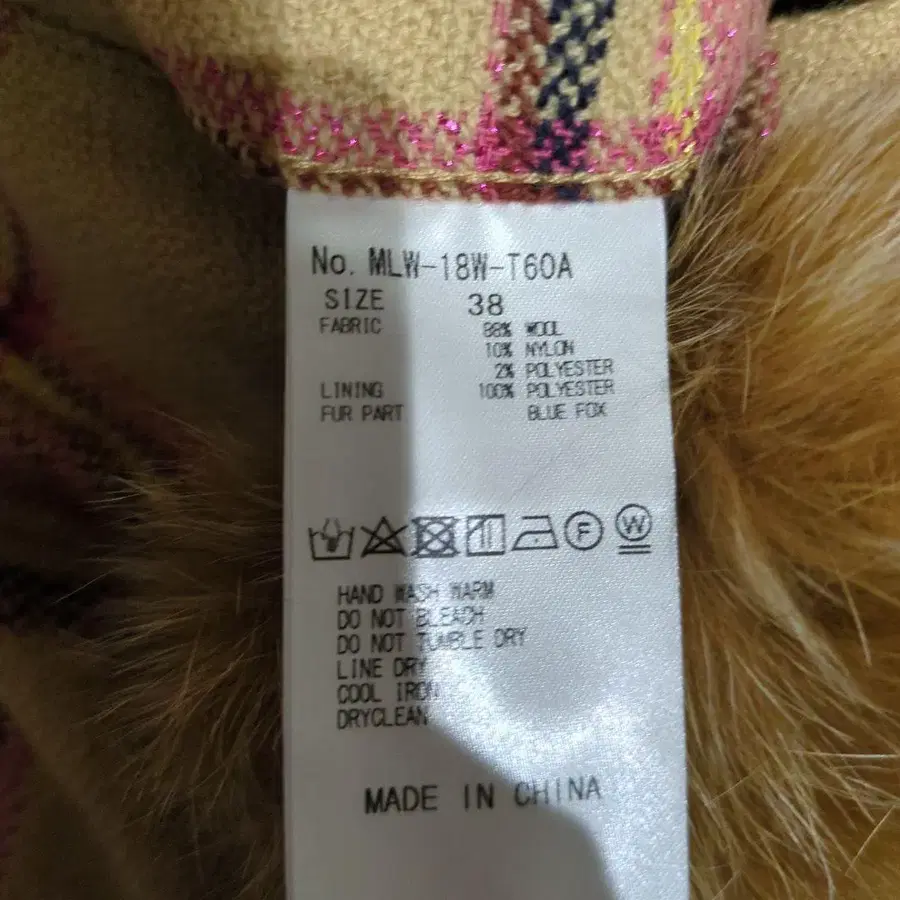 No. MLW-18W-T60A
SIZE 38
FABRIC 88% WOOL
10% NYLON
2% POLYESTER
LINING 100% POLYESTER
FUR PART BLUE FOX
F W
HAND WASH WARM
DO NOT BLEACH
DO NOT TUMBLE DRY
LINE DRY
COOL IRON
DRYCLEAN
MADE IN CHINA